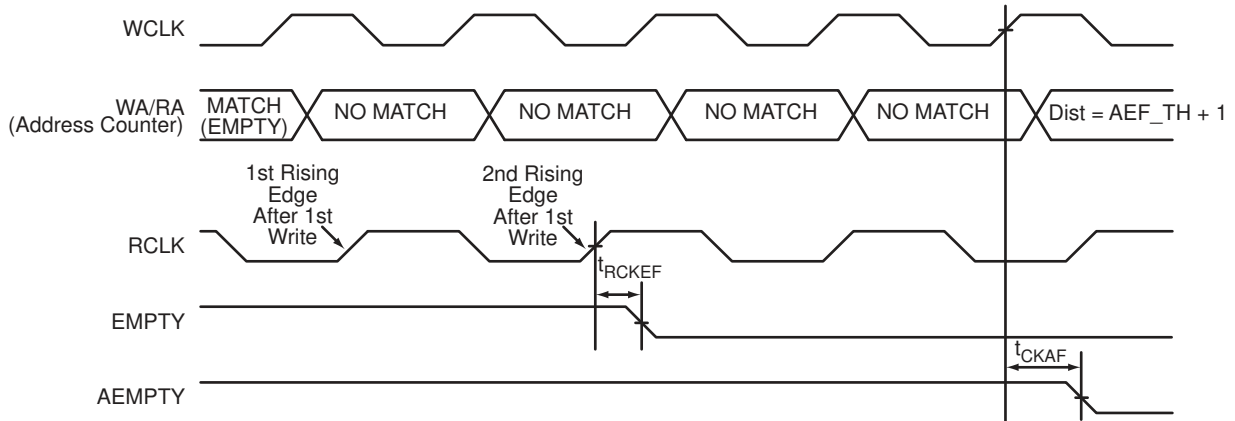 WCLK
WA/RA
(Address Counter)
MATCH
(EMPTY)
NO MATCH
NO MATCH
NO MATCH
NO MATCH
Dist = AEF_TH + 1
1st Rising
Edge
After 1st
Write
2nd Rising
Edge
After 1st
Write
RCLK
tRCKEF
EMPTY
tCKAF
AEMPTY